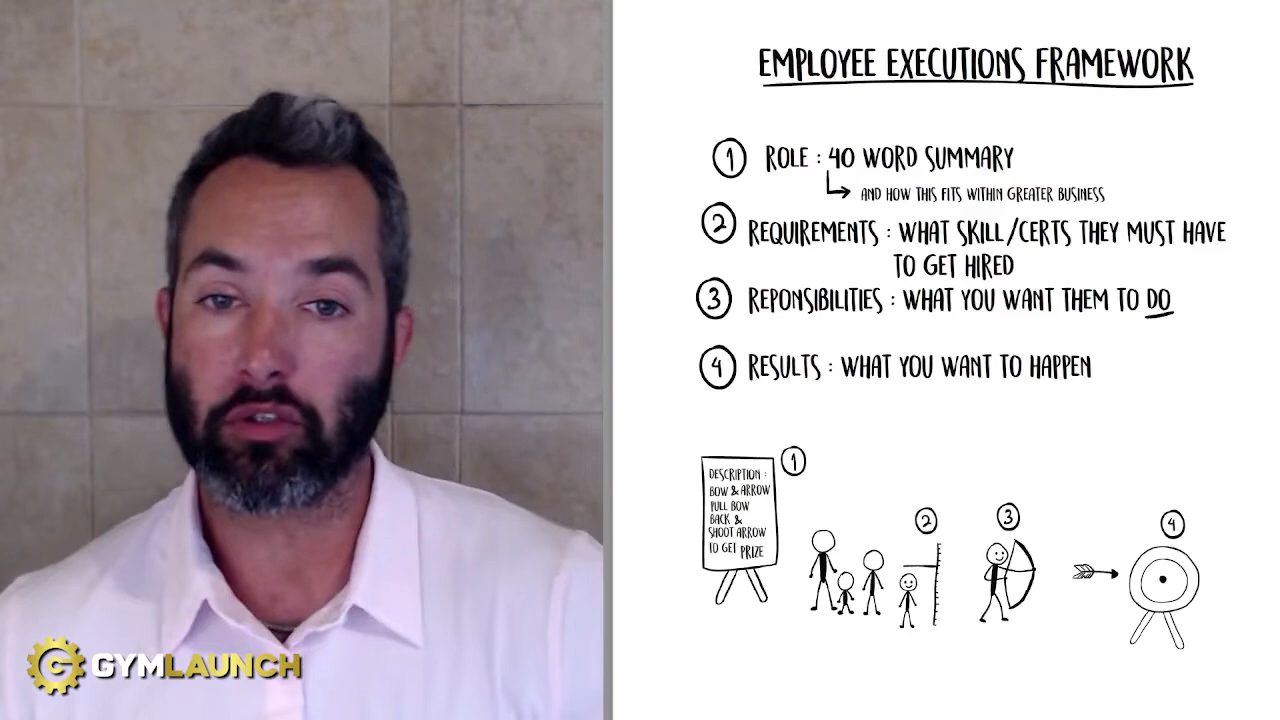 EMPLOYEE EXECUTIONS FRAMEWORK
1 ROLE : 40 WORD SUMMARY
AND HOW THIS FITS WITHIN GREATER BUSINESS
2 REQUIREMENTS : WHAT SKILL/CERTS THEY MUST HAVE
TO GET HIRED
3 REPONSIBILITIES : WHAT YOU WANT THEM TO DO
4 RESULTS : WHAT YOU WANT TO HAPPEN
1
DESCRIPTION :
BOW & ARROW
PULL BOW
BACK &
SHOOT ARROW
TO GET PRIZE
2
3
4
GYMLAUNCH